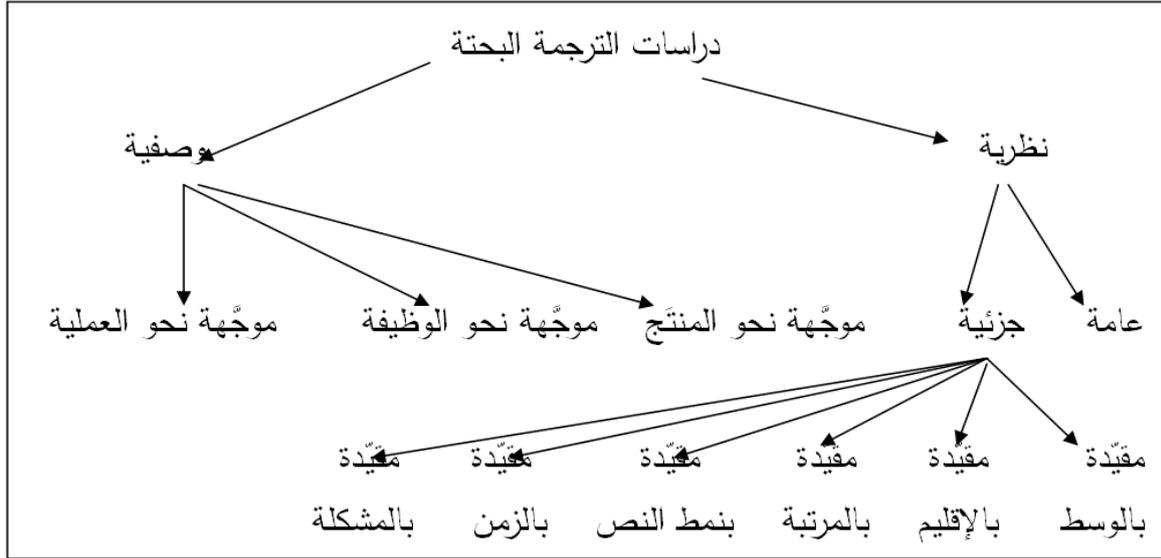 دراسات الترجمة البحتة
نظرية وصفية
عامة جزئية موجَّهة نحو المنتَج موجَّهة نحو الوظيفة موجَّهة نحو العملية
مقيّدة مقيّدة مقيّدة مقيّدة مقيّدة مقيّدة
بالوسط بالإقليم بالمرتبة بنمط النص بالزمن بالمشكلة